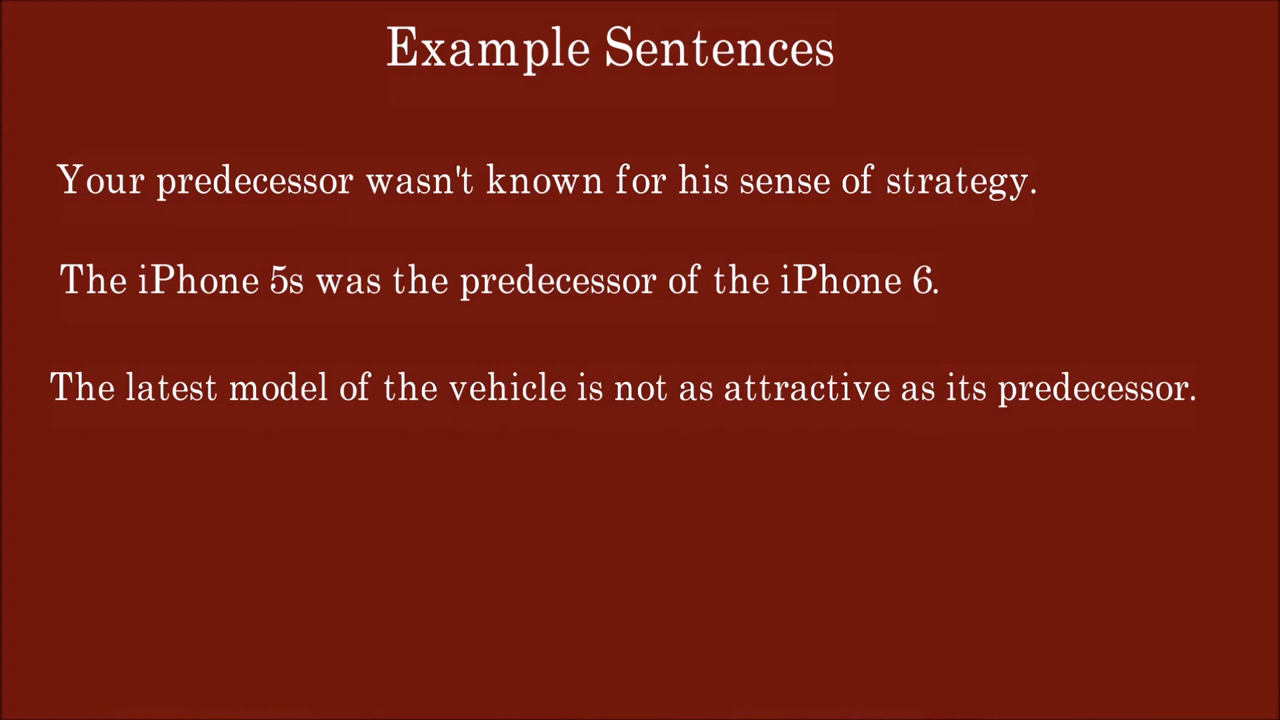 Example Sentences
Your predecessor wasn't known for his sense of strategy.
The iPhone 5s was the predecessor of the iPhone 6.
The latest model of the vehicle is not as attractive as its predecessor.